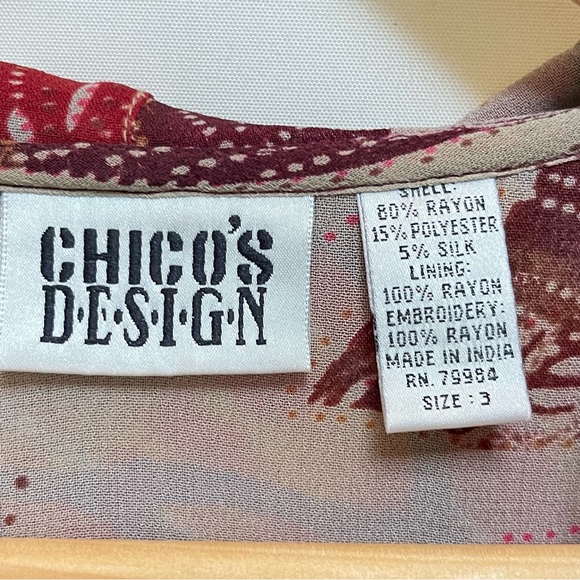 CHICO'S
D·E·S·I·G·N
SHELL:
80% RAYON
15% POLYESTER
5% SILK
LINING:
100% RAYON
EMBROIDERY:
100% RAYON
MADE IN INDIA
RN. 79984
SIZE : 3